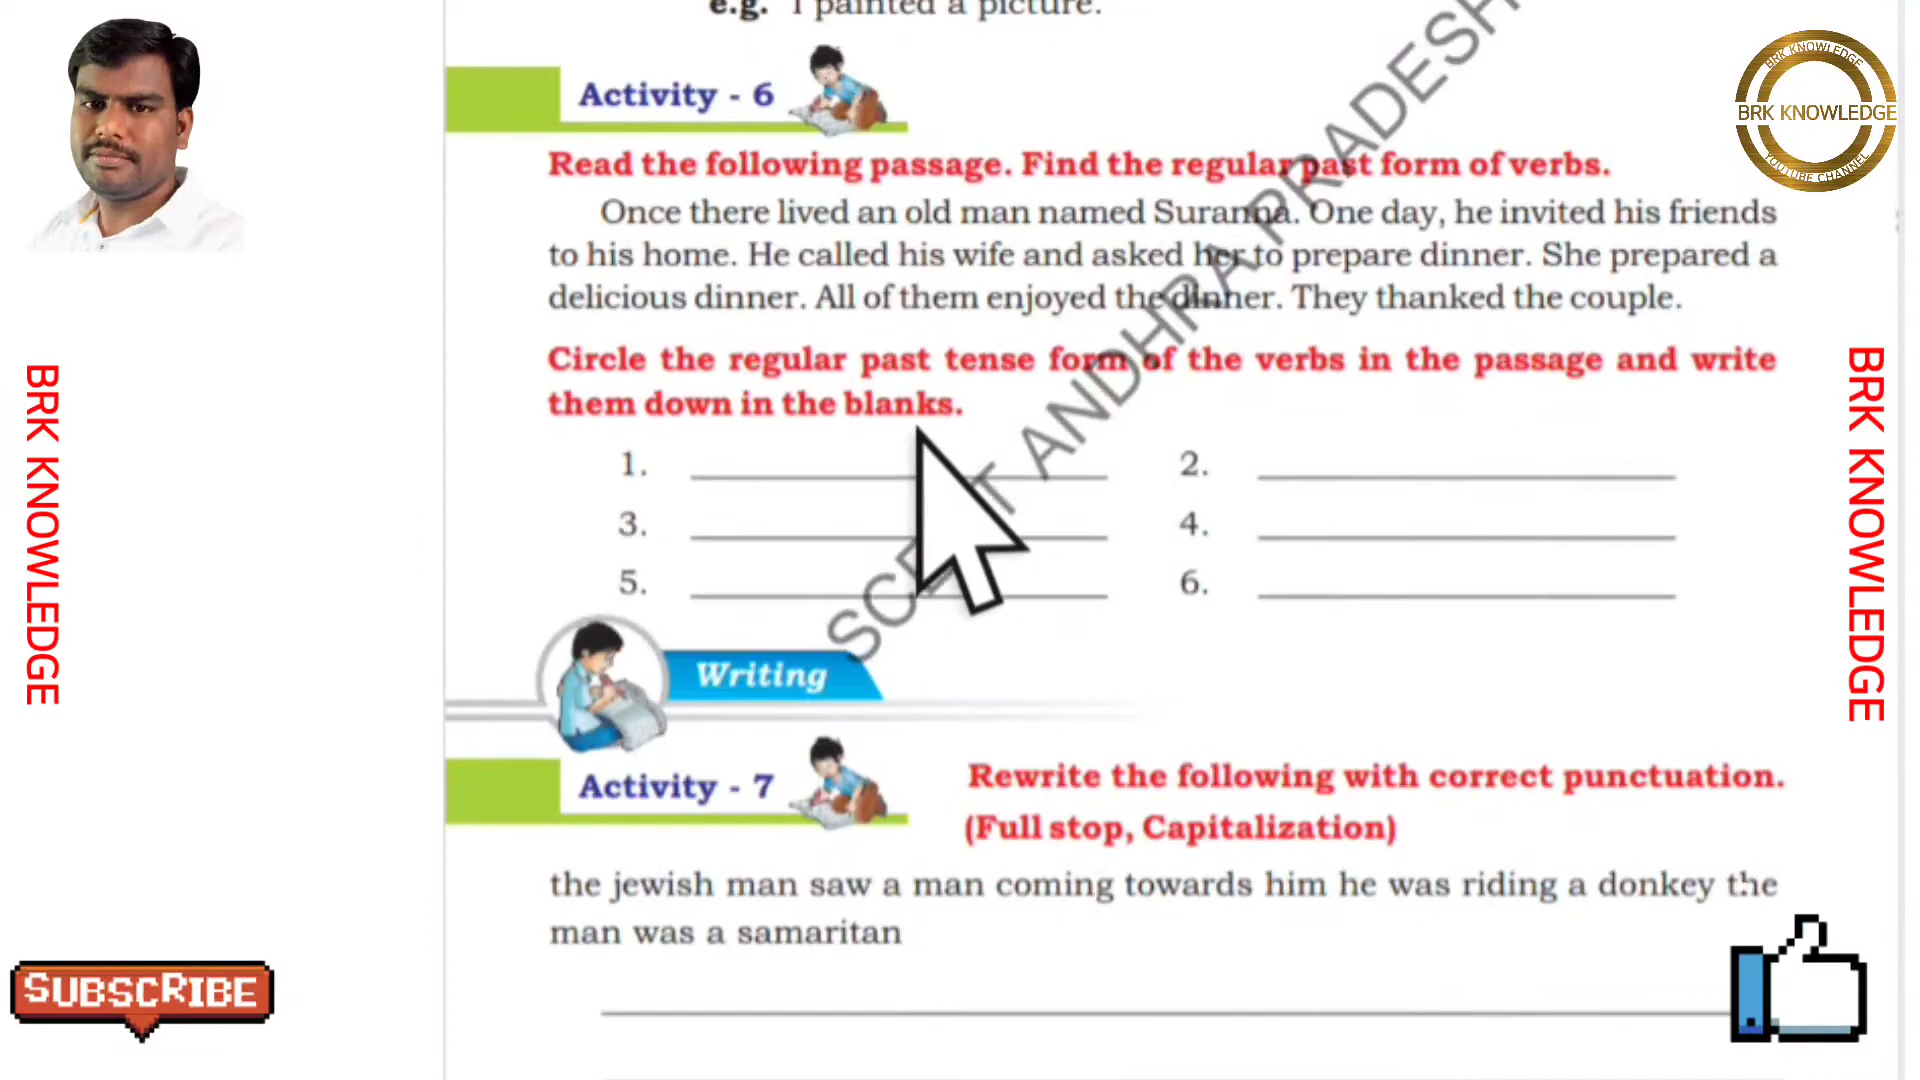 e.g. I painted a picture.
Activity - 6
Read the following passage. Find the regular past form of verbs.
Once there lived an old man named Suranna. One day, he invited his friends
to his home. He called his wife and asked her to prepare dinner. She prepared a
delicious dinner. All of them enjoyed the dinner. They thanked the couple.
Circle the regular past tense form of the verbs in the passage and write
them down in the blanks.
1. 2.
3. 4.
5. 6.
Writing
Activity - 7
Rewrite the following with correct punctuation.
(Full stop, Capitalization)
the jewish man saw a man coming towards him he was riding a donkey the
man was a samaritan
ANDHRA PRADESH
BRK KNOWLEDGE
BRK KNOWLEDGE
YOUTUBE CHANNEL
BRK KNOWLEDGE
BRK KNOWLEDGE
SUBSCRIBE